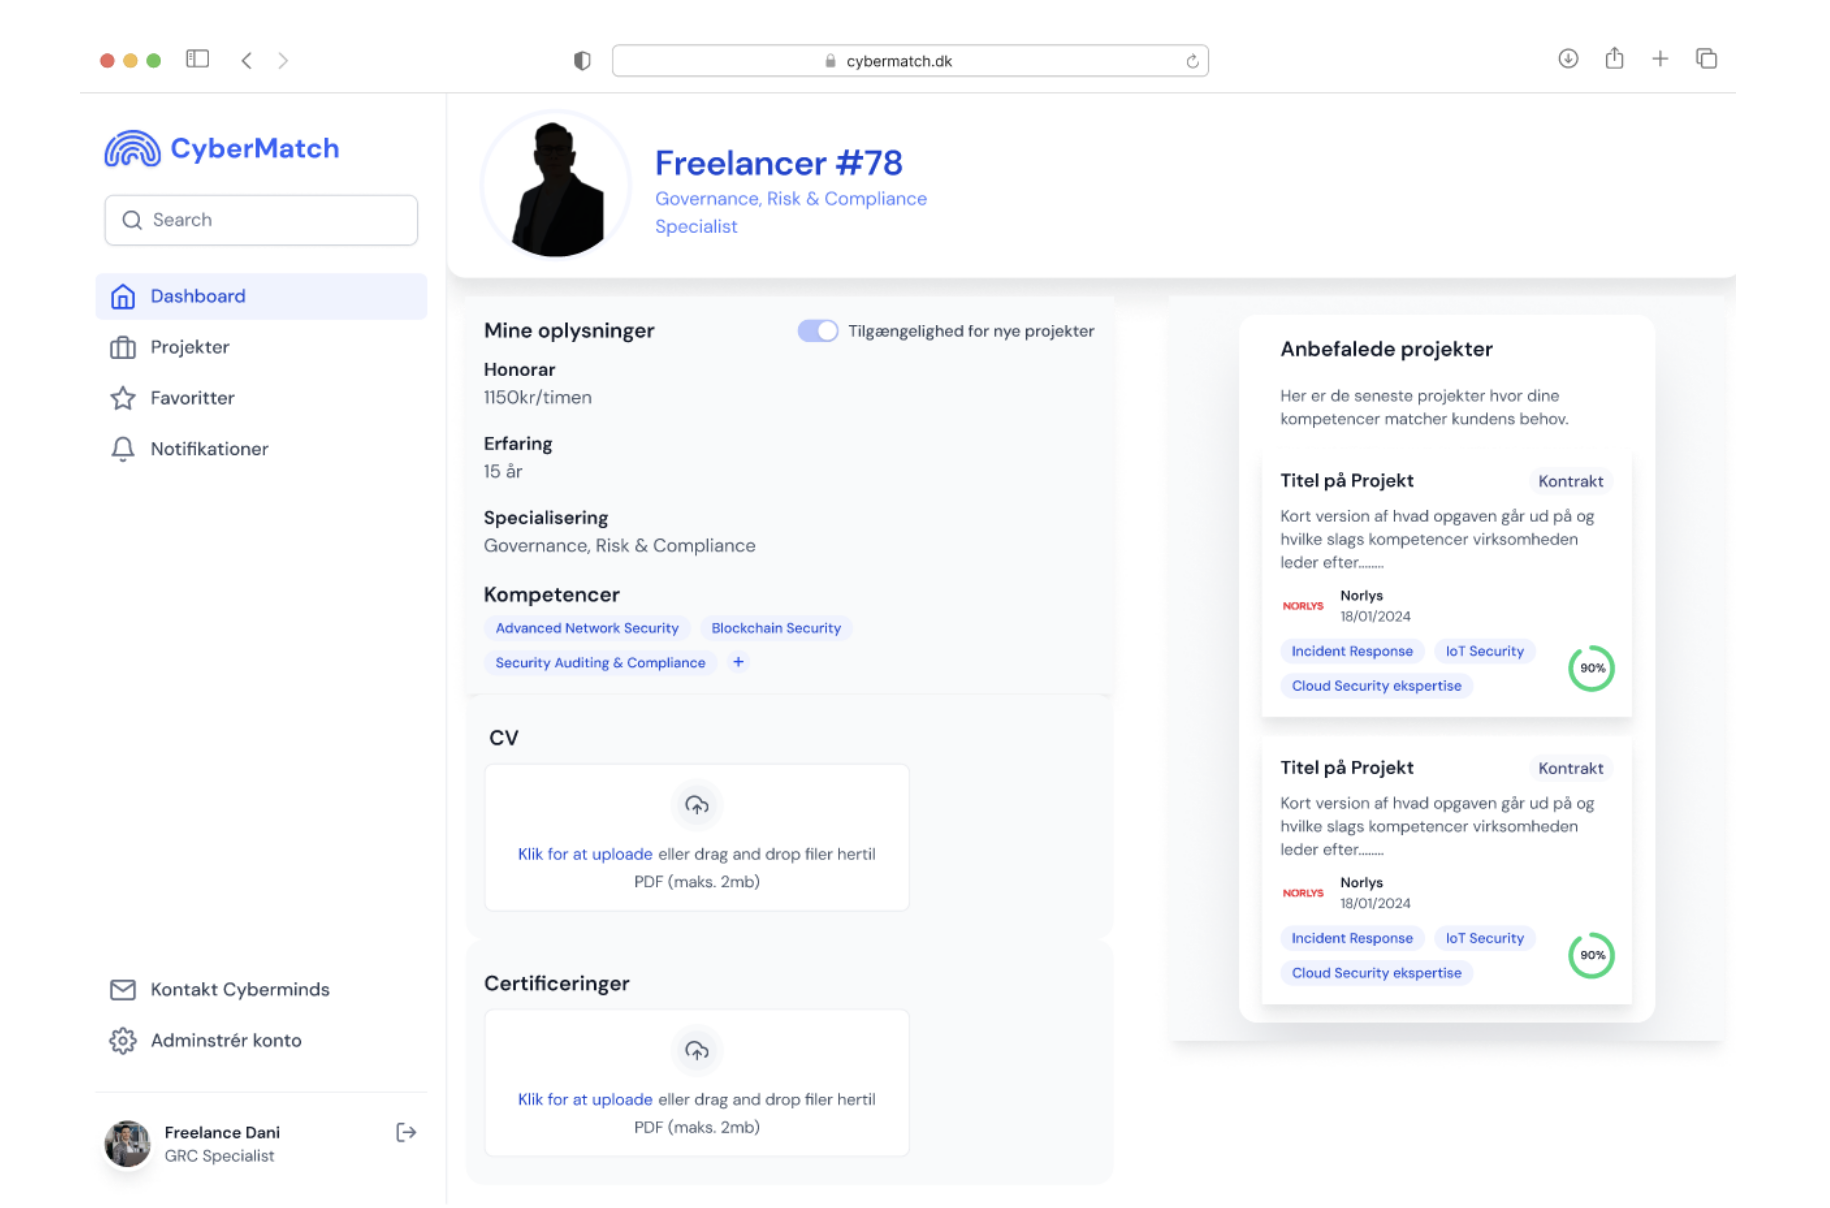 cybermatch.dk
CyberMatch
Search
Dashboard
Projekter
Favoritter
Notifikationer
Kontakt Cyberminds
Adminstrér konto
Freelance Dani
GRC Specialist
Freelancer #78
Governance, Risk & Compliance
Specialist
Mine oplysninger
Tilgængelighed for nye projekter
Honorar
1150kr/timen
Erfaring
15 år
Specialisering
Governance, Risk & Compliance
Kompetencer
Advanced Network Security
Blockchain Security
Security Auditing & Compliance
+
CV
Klik for at uploade eller drag and drop filer hertil
PDF (maks. 2mb)
Certificeringer
Klik for at uploade eller drag and drop filer hertil
PDF (maks. 2mb)
Anbefalede projekter
Her er de seneste projekter hvor dine
kompetencer matcher kundens behov.
Titel på Projekt
Kontrakt
Kort version af hvad opgaven går ud på og
hvilke slags kompetencer virksomheden
leder efter........
NORLYS
Norlys
18/01/2024
Incident Response
IoT Security
Cloud Security ekspertise
90%
Titel på Projekt
Kontrakt
Kort version af hvad opgaven går ud på og
hvilke slags kompetencer virksomheden
leder efter........
NORLYS
Norlys
18/01/2024
Incident Response
IoT Security
Cloud Security ekspertise
90%